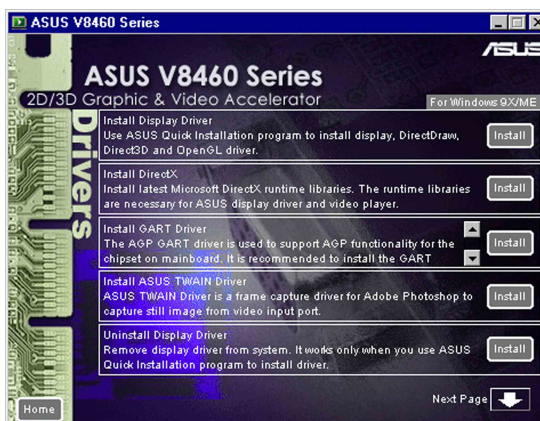 ASUS V8460 Series
ASUS
ASUS V8460 Series
2D/3D Graphic & Video Accelerator
For Windows 9X/ME
Drivers
Install Display Driver
Use ASUS Quick Installation program to install display, DirectDraw,
Direct3D and OpenGL driver.
Install
Install DirectX
Install latest Microsoft DirectX runtime libraries. The runtime libraries
are necessary for ASUS display driver and video player.
Install
Install GART Driver
The AGP GART driver is used to support AGP functionality for the
chipset on mainboard. It is recommended to install the GART
Install
Install ASUS TWAIN Driver
ASUS TWAIN Driver is a frame capture driver for Adobe Photoshop to
capture still image from video input port.
Install
Uninstall Display Driver
Remove display driver from system. It works only when you use ASUS
Quick Installation program to install driver.
Install
Next Page
Home